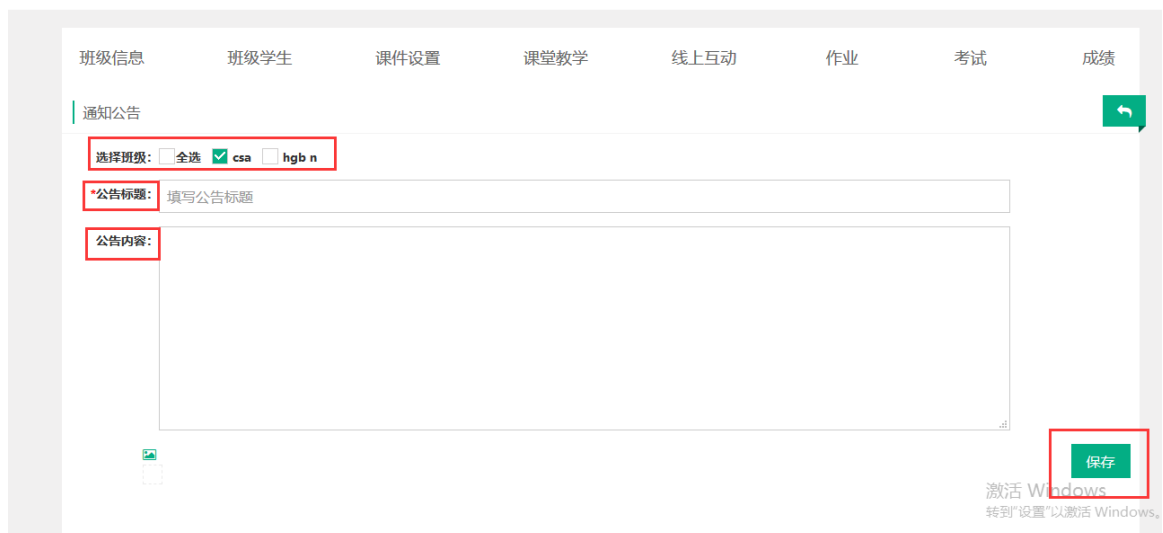 班级信息 班级学生 课件设置 课堂教学 线上互动 作业 考试 成绩
通知公告
选择班级： 全选 csa hgb n
*公告标题： 填写公告标题
公告内容：
保存
激活 Windows
转到"设置"以激活 Windows。